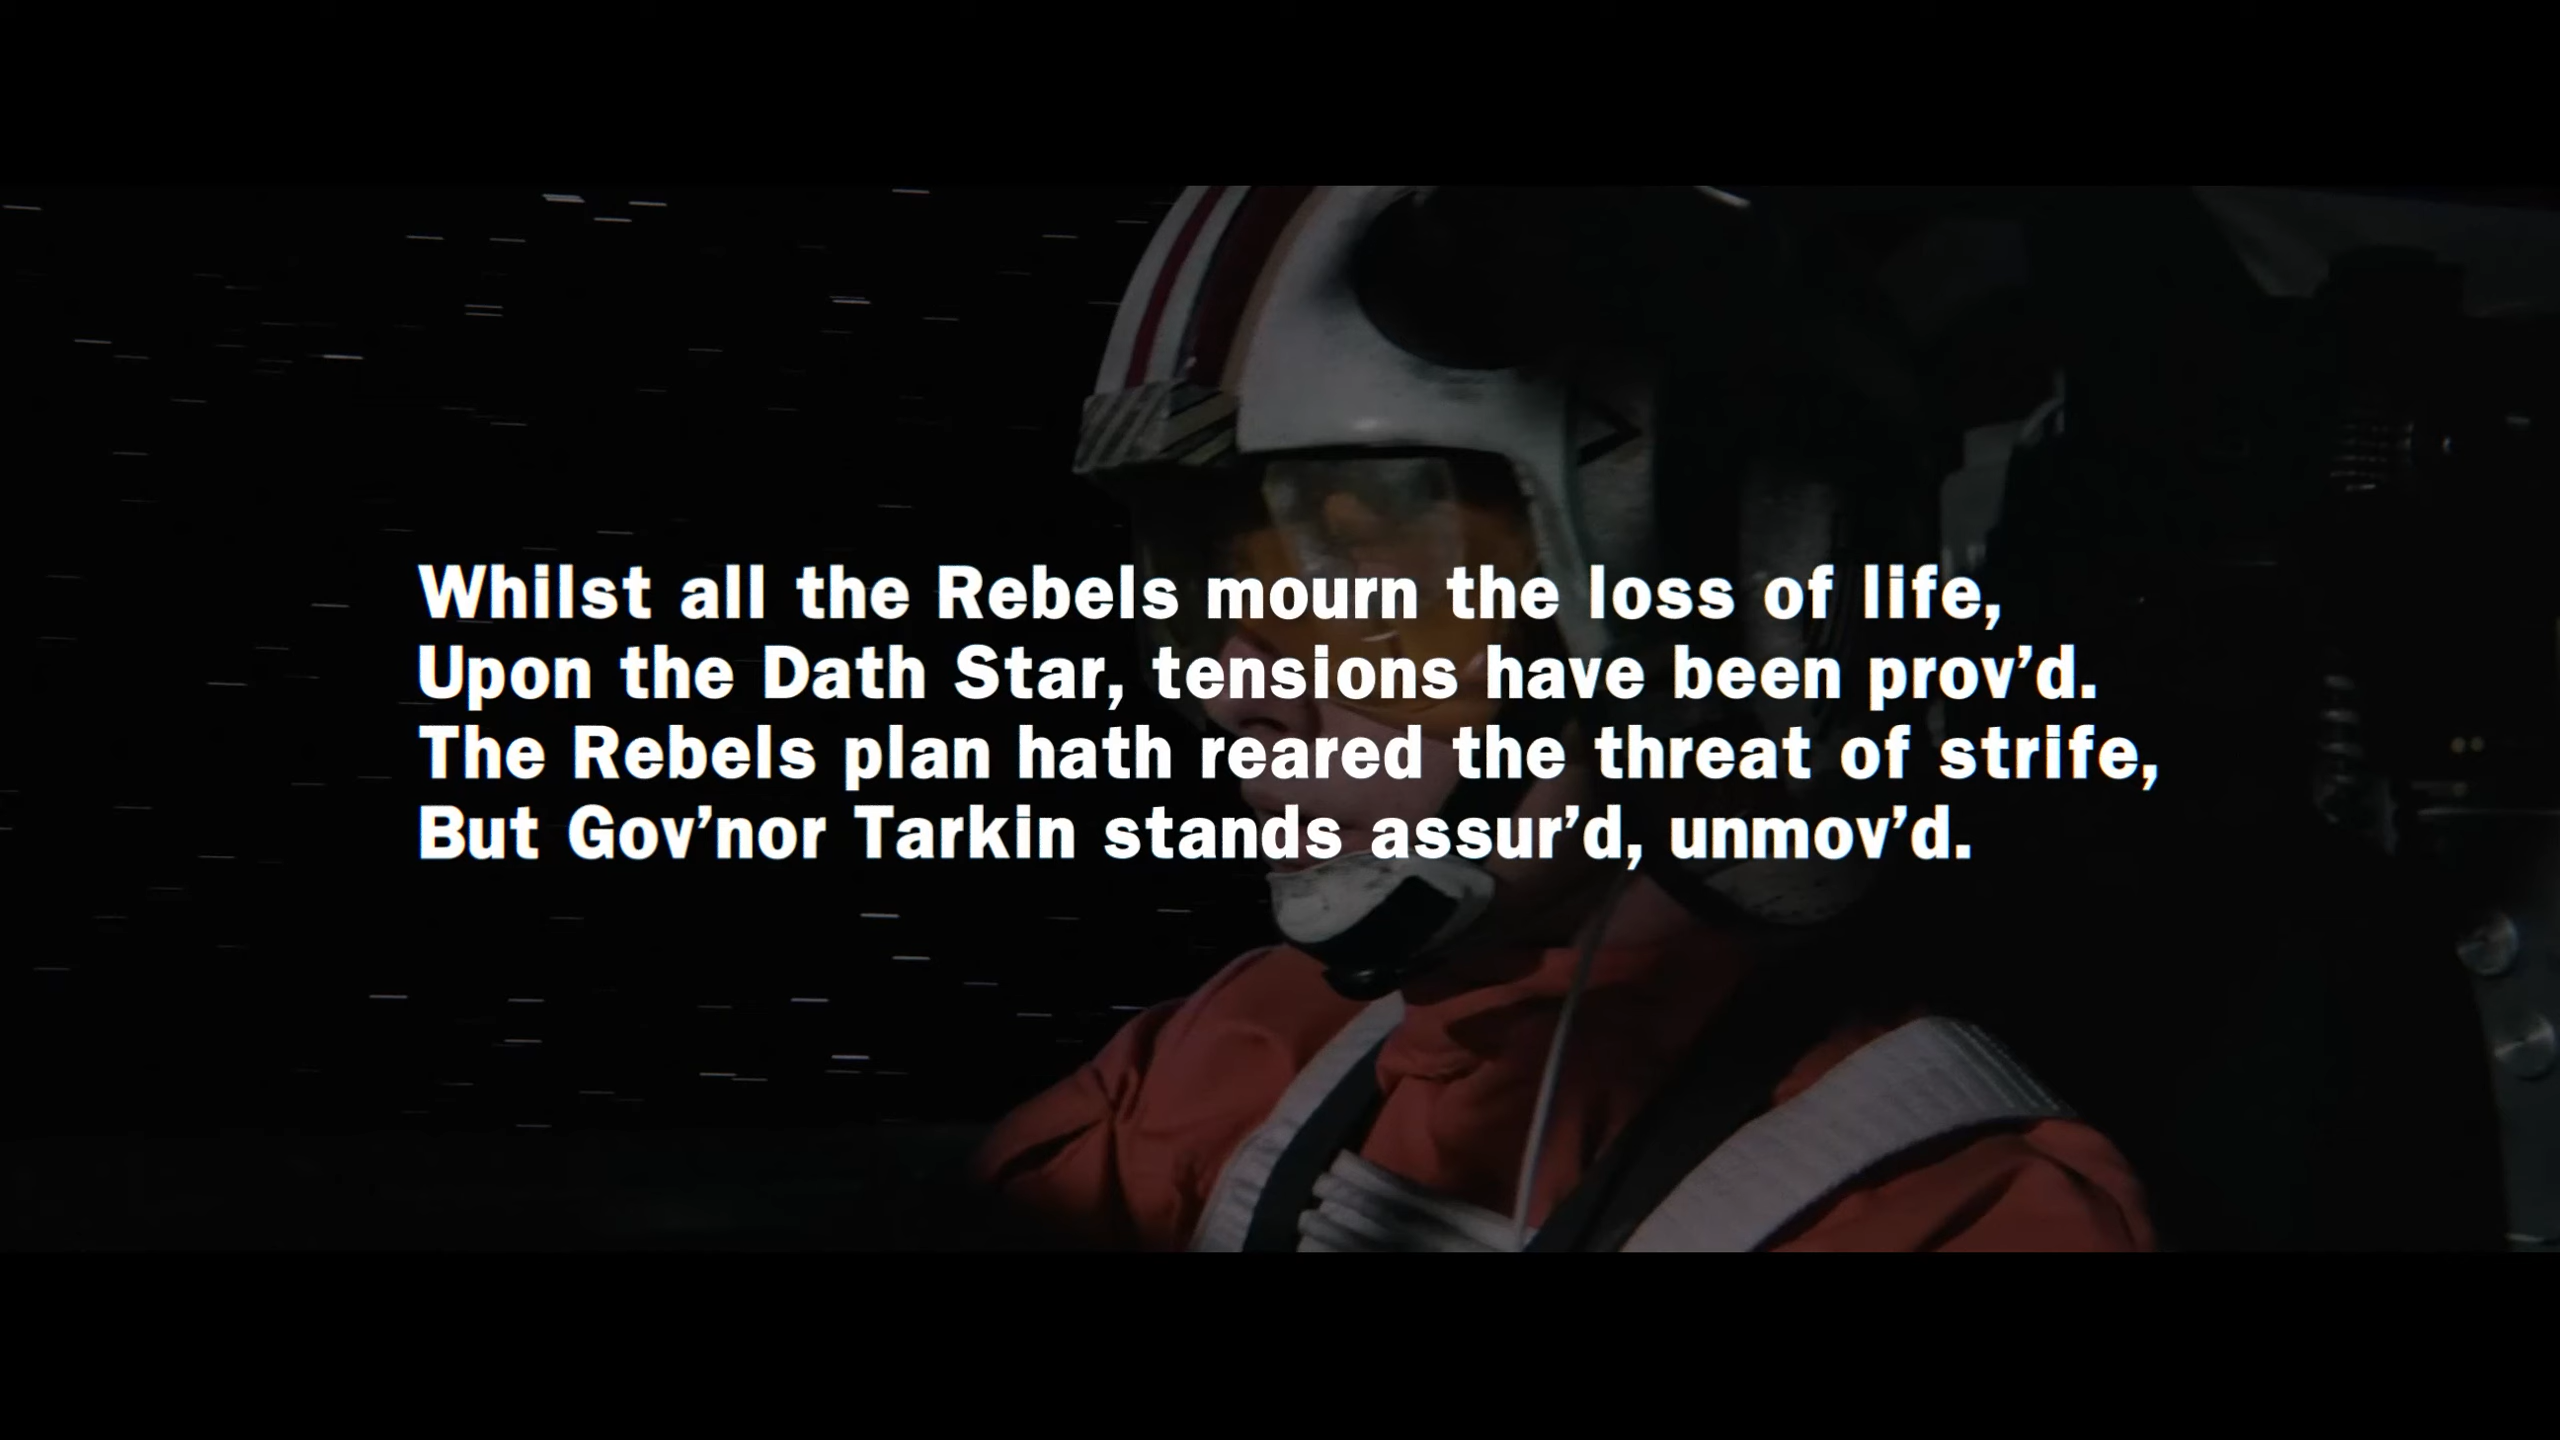 Whilst all the Rebels mourn the loss of life,
Upon the Dath Star, tensions have been prov’d.
The Rebels plan hath reared the threat of strife,
But Gov’nor Tarkin stands assur’d, unmov’d.